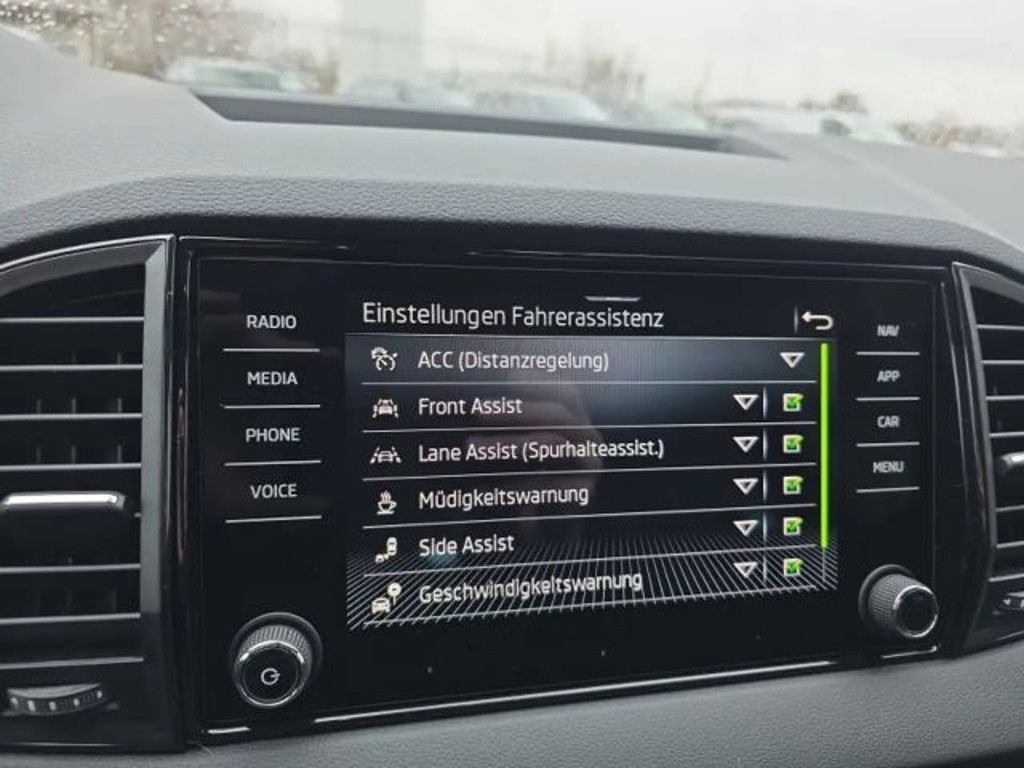 RADIO
MEDIA
PHONE
VOICE
Einstellungen Fahrerassistenz
ACC (Distanzregelung)
Front Assist
Lane Assist (Spurhalteassist.)
Müdigkeitswarnung
Side Assist
Geschwindigkeitswarnung
NAV
APP
CAR
MENU